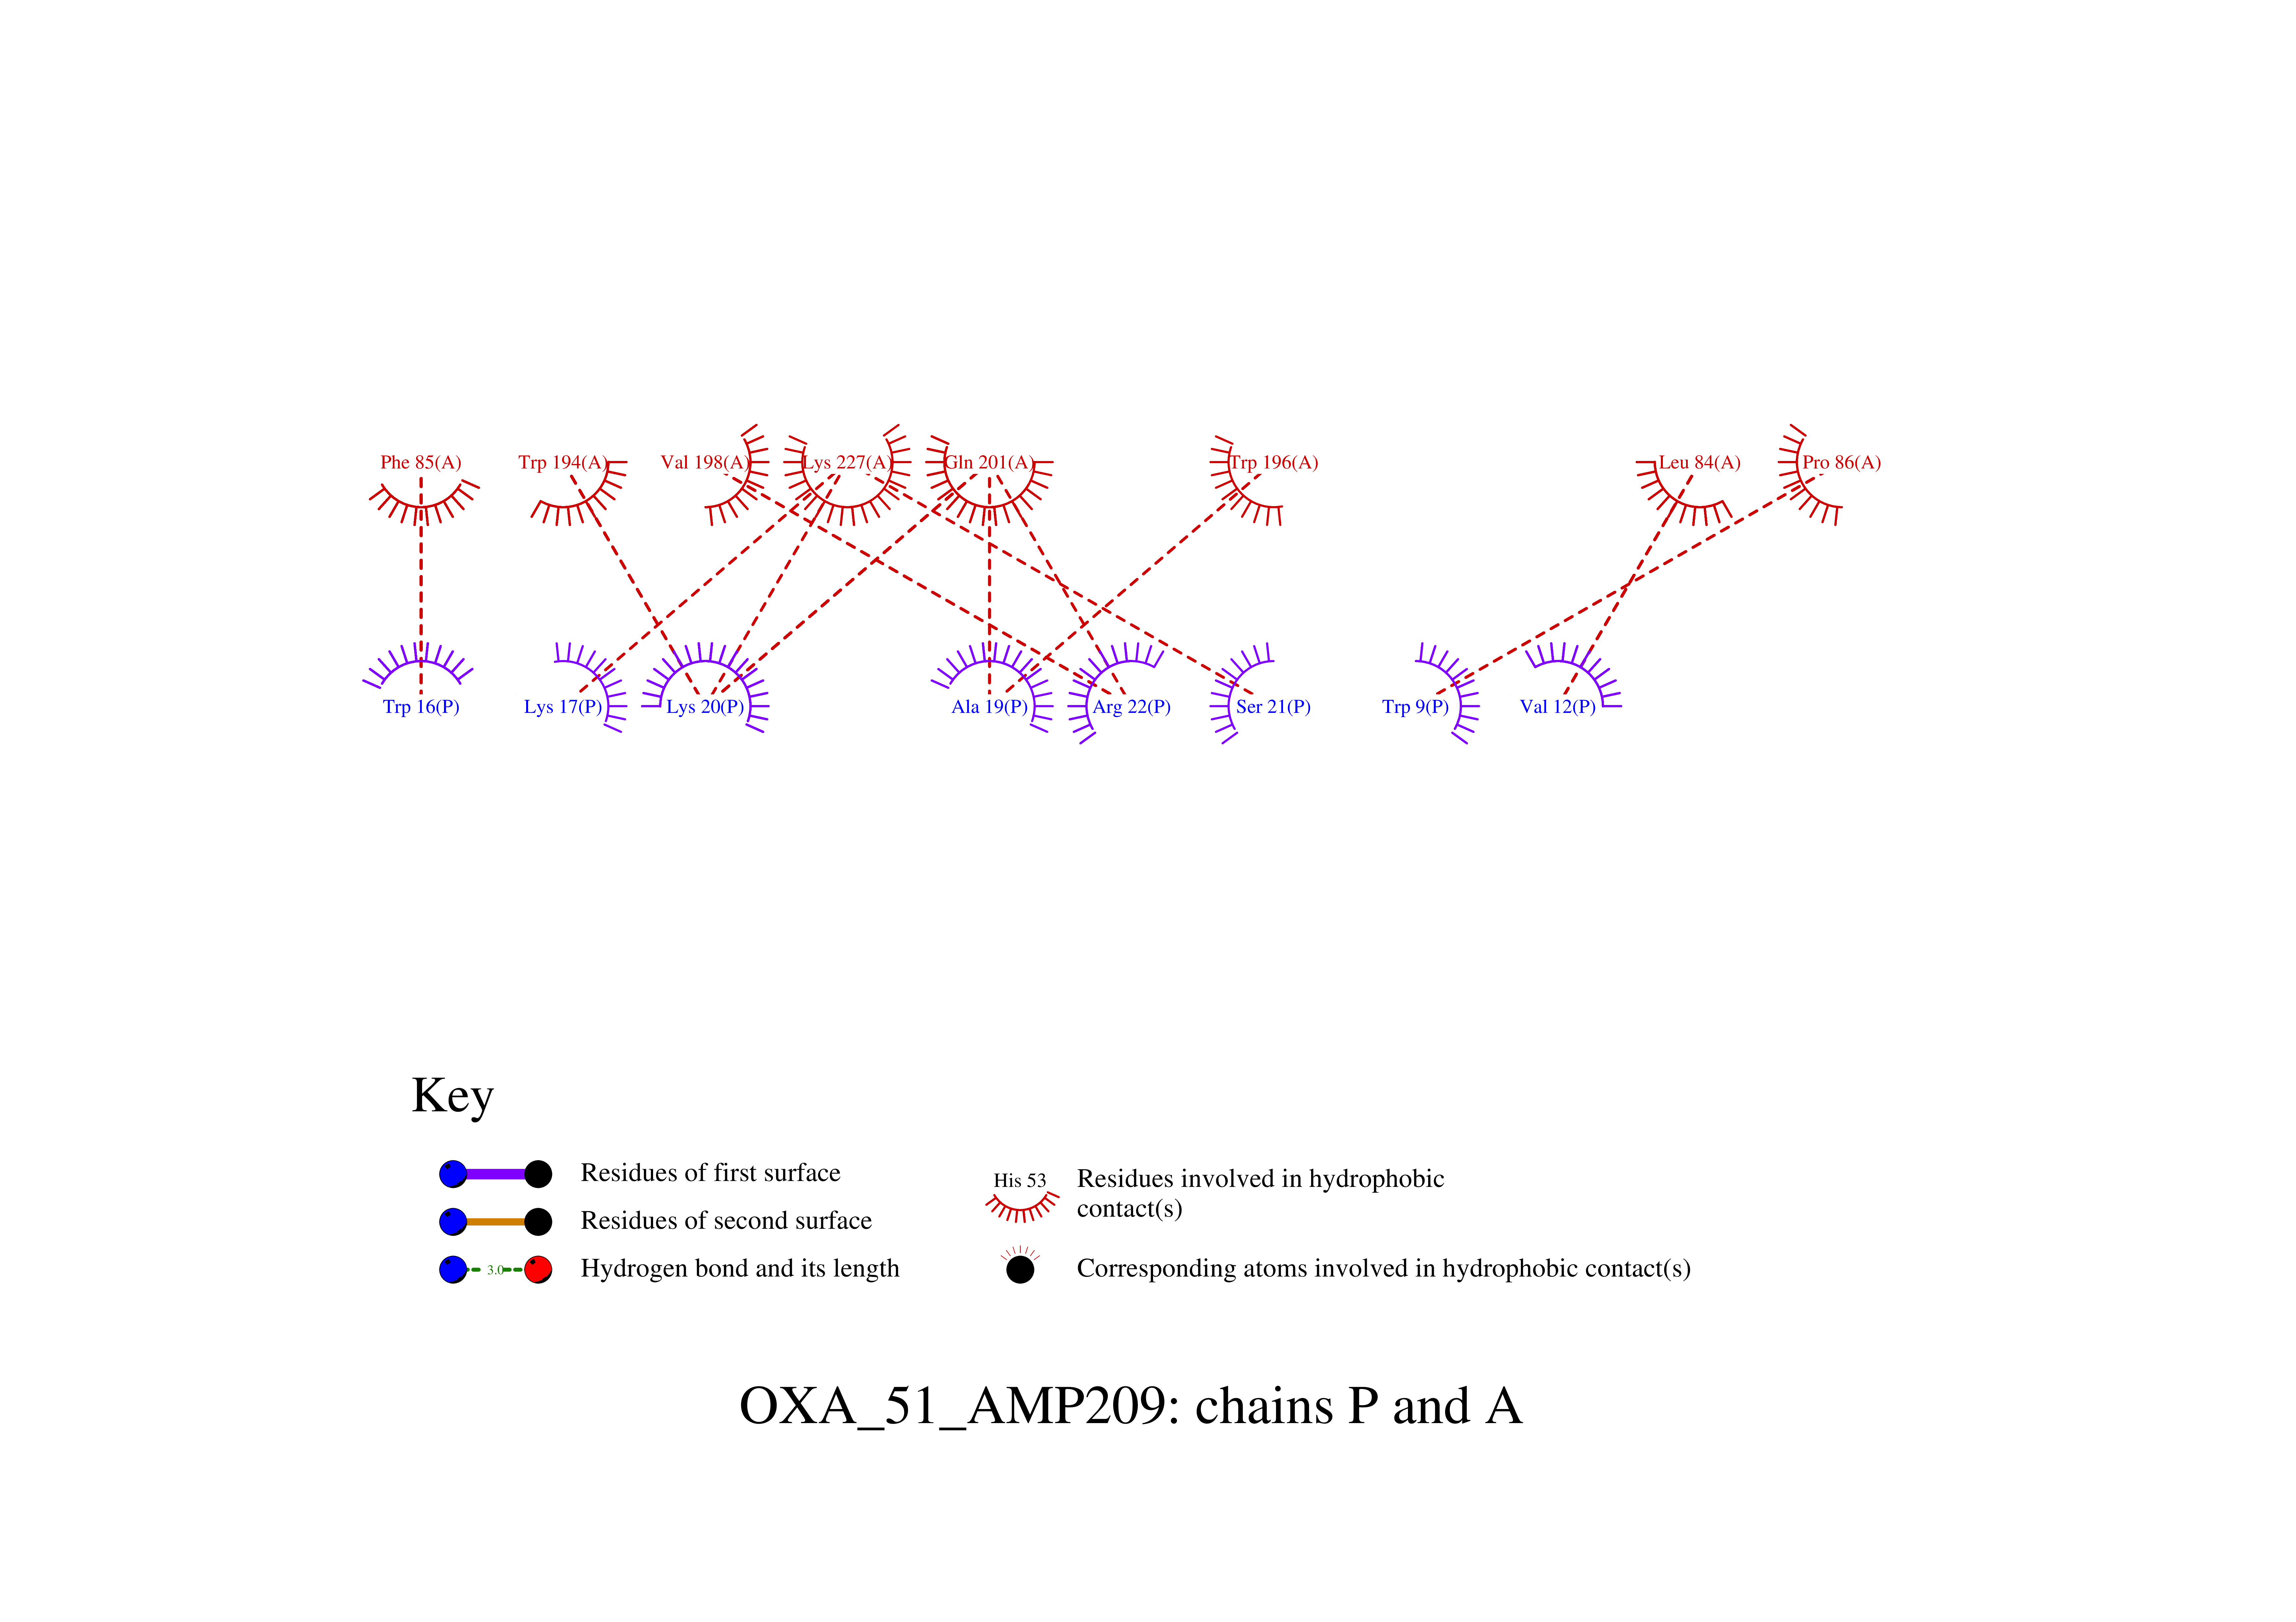 Phe 85(A) Trp 194(A) Val 198(A) Lys 227(A) Gln 201(A) Trp 196(A) Leu 84(A) Pro 86(A)
Trp 16(P) Lys 17(P) Lys 20(P) Ala 19(P) Arg 22(P) Ser 21(P) Trp 9(P) Val 12(P)
Key
Residues of first surface
Residues of second surface
3.0 Hydrogen bond and its length
His 53 Residues involved in hydrophobic
contact(s)
Corresponding atoms involved in hydrophobic contact(s)
OXA_51_AMP209: chains P and A